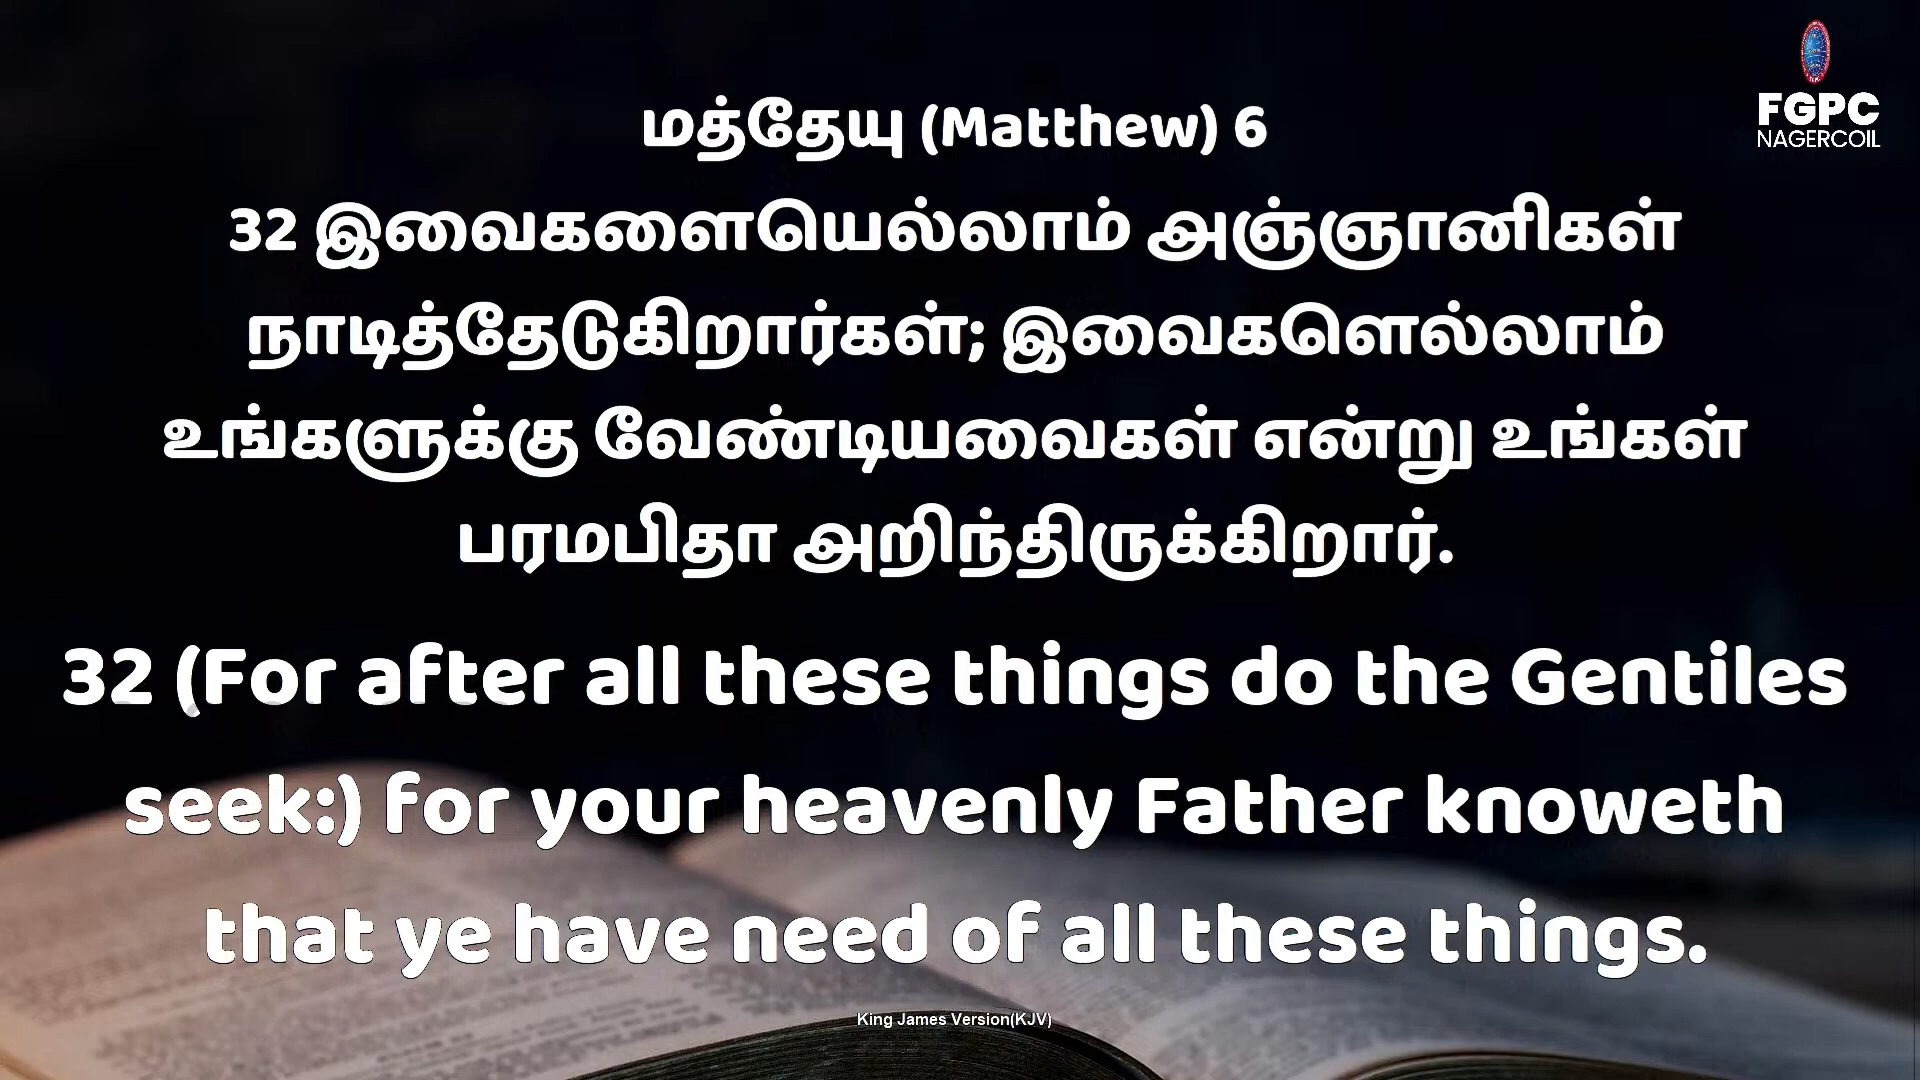 FGPC
NAGERCOIL
மத்தேயு (Matthew) 6
32 இவைகளையெல்லாம் அஞ்ஞானிகள்
நாடித்தேடுகிறார்கள்; இவைகளெல்லாம்
உங்களுக்கு வேண்டியவைகள் என்று உங்கள்
பரமபிதா அறிந்திருக்கிறார்.
32 (For after all these things do the Gentiles
seek:) for your heavenly Father knoweth
that ye have need of all these things.
King James Version(KJV)